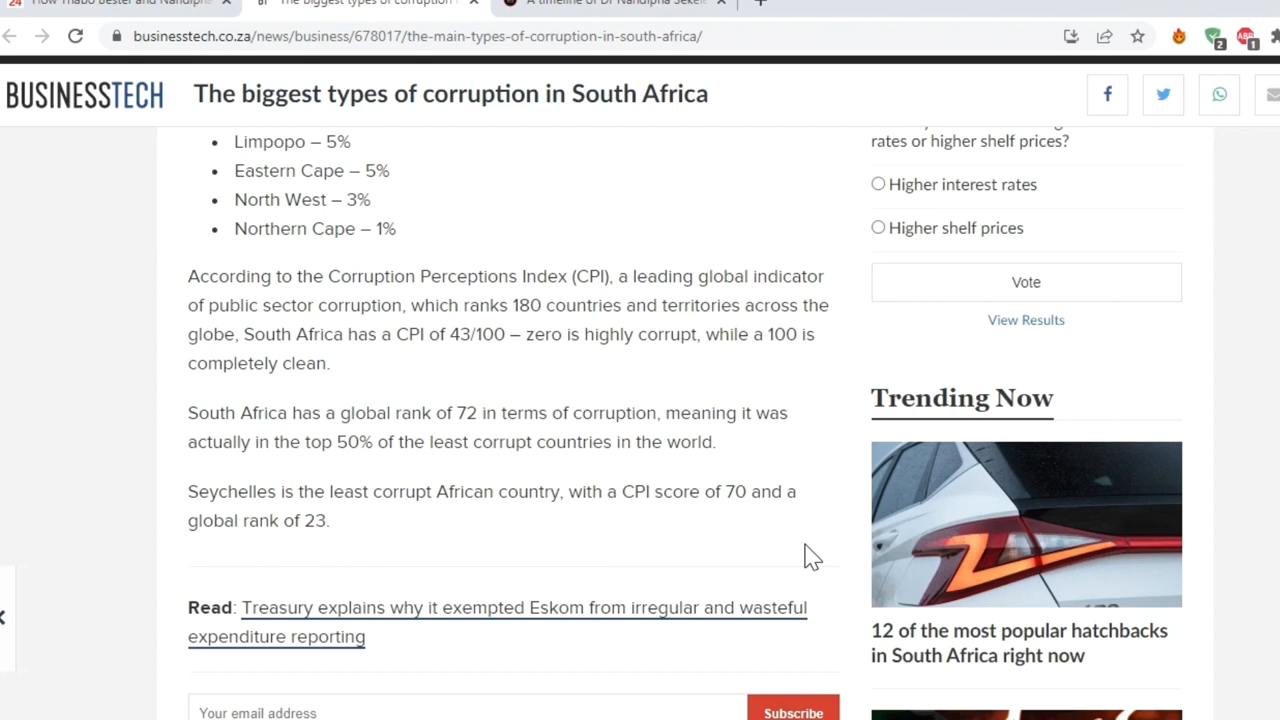 The biggest types of corruption
businesstech.co.za/news/business/678017/the-main-types-of-corruption-in-south-africa/
2
1
BUSINESSTECH
The biggest types of corruption in South Africa
Limpopo – 5%
Eastern Cape – 5%
North West – 3%
Northern Cape – 1%
According to the Corruption Perceptions Index (CPI), a leading global indicator
of public sector corruption, which ranks 180 countries and territories across the
globe, South Africa has a CPI of 43/100 – zero is highly corrupt, while a 100 is
completely clean.
South Africa has a global rank of 72 in terms of corruption, meaning it was
actually in the top 50% of the least corrupt countries in the world.
Seychelles is the least corrupt African country, with a CPI score of 70 and a
global rank of 23.
Read: Treasury explains why it exempted Eskom from irregular and wasteful
expenditure reporting
Your email address
Subscribe
rates or higher shelf prices?
Higher interest rates
Higher shelf prices
Vote
View Results
Trending Now
12 of the most popular hatchbacks
in South Africa right now